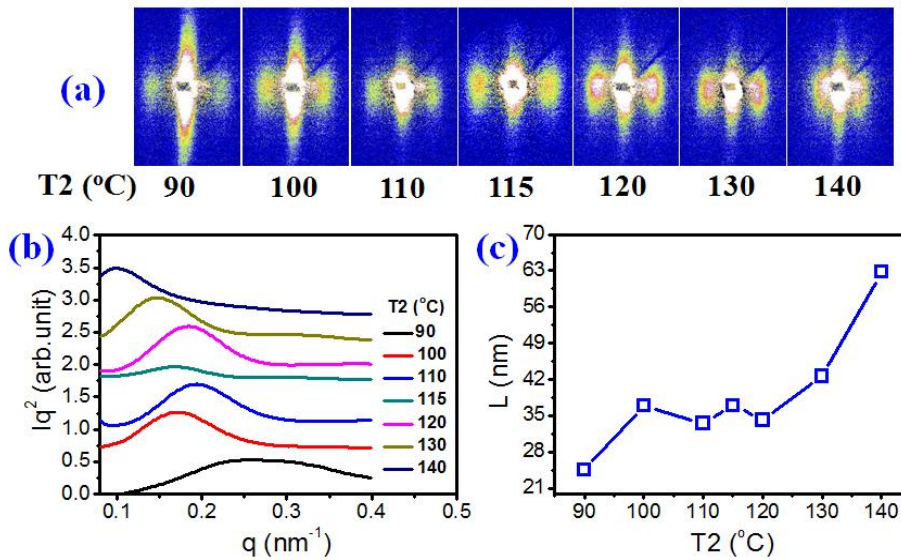 (a)
T2 (°C) 90 100 110 115 120 130 140
(b)
4.0
3.5
3.0
2.5
2.0
1.5
1.0
0.5
0.0
Iq² (arb.unit)
0.1 0.2 0.3 0.4 0.5
q (nm⁻¹)
T2 (°C)
90
100
110
115
120
130
140
(c)
70
63
56
49
42
35
28
21
L (nm)
90 100 110 120 130 140
T2 (°C)